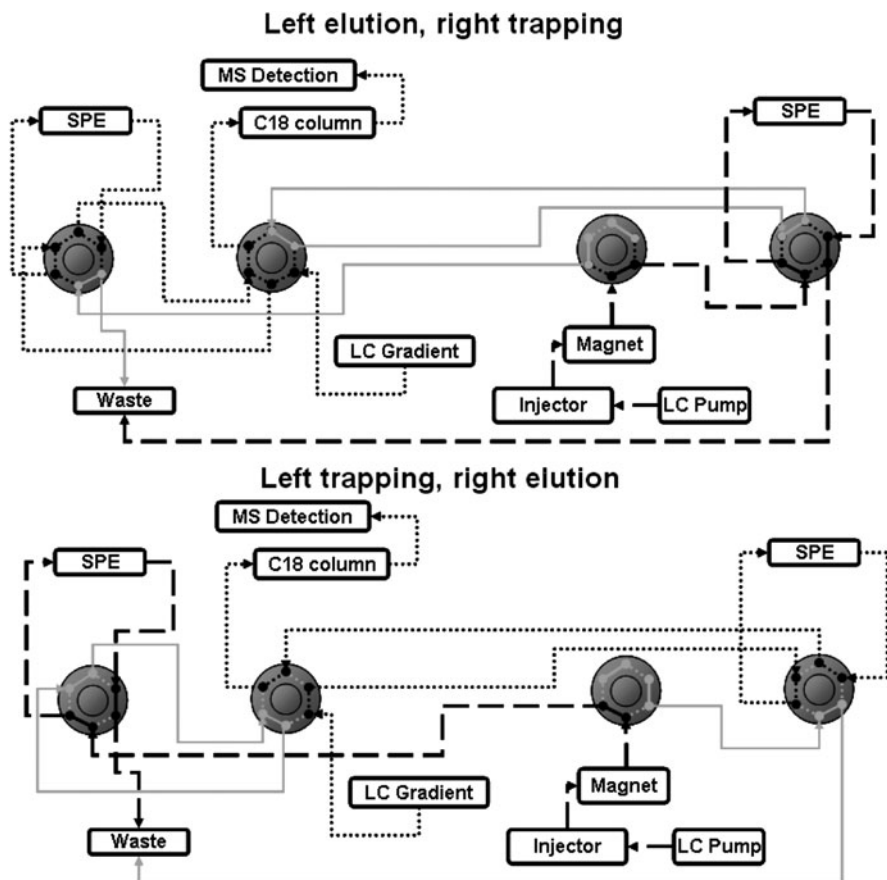 Left elution, right trapping
MS Detection
SPE
C18 column
SPE
LC Gradient
Magnet
Waste
Injector
LC Pump
Left trapping, right elution
MS Detection
SPE
C18 column
SPE
LC Gradient
Magnet
Waste
Injector
LC Pump